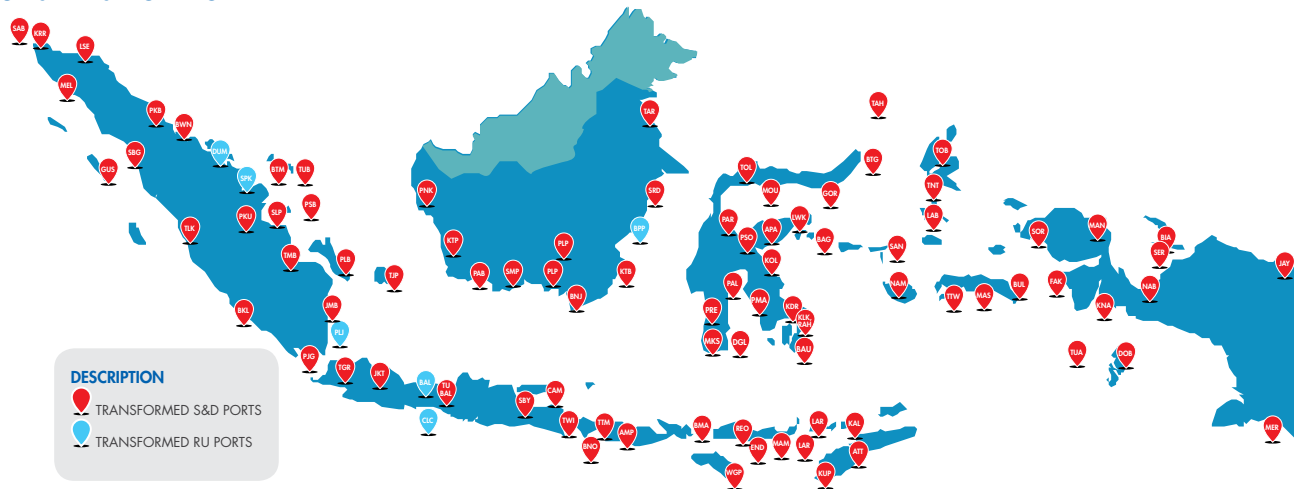 SAB
KRR
LSE
MEL
PKB
BWN
DUM
SBG
GUS
SPK
BTM
TUB
PSB
SLP
PKU
TLK
TMB
PLB
TJP
BKL
JMB
PLJ
PJG
TGR
JKT
BAL
TU
BAL
CLC
SBY
CAM
TWI
BNO
TTM
AMP
TAR
PNK
SRD
BPP
KTP
PLP
PAB
SMP
PLP
BNJ
KTB
TAH
TOL
MOU
BTG
GOR
PAR
PSO
APA
LWK
BAG
KOL
SAN
NAM
PAL
PMA
PRE
KDR
KLK,
RAH
MKS
DGL
BAU
TOB
TNT
LAB
SOR
MAN
BIA
SER
JAY
TTW
MAS
BUL
FAK
KNA
NAB
TUA
DOB
MER
BMA
REO
END
MAM
LAR
LAR
KAL
ATT
WGP
KUP
DESCRIPTION
TRANSFORMED S&D PORTS
TRANSFORMED RU PORTS